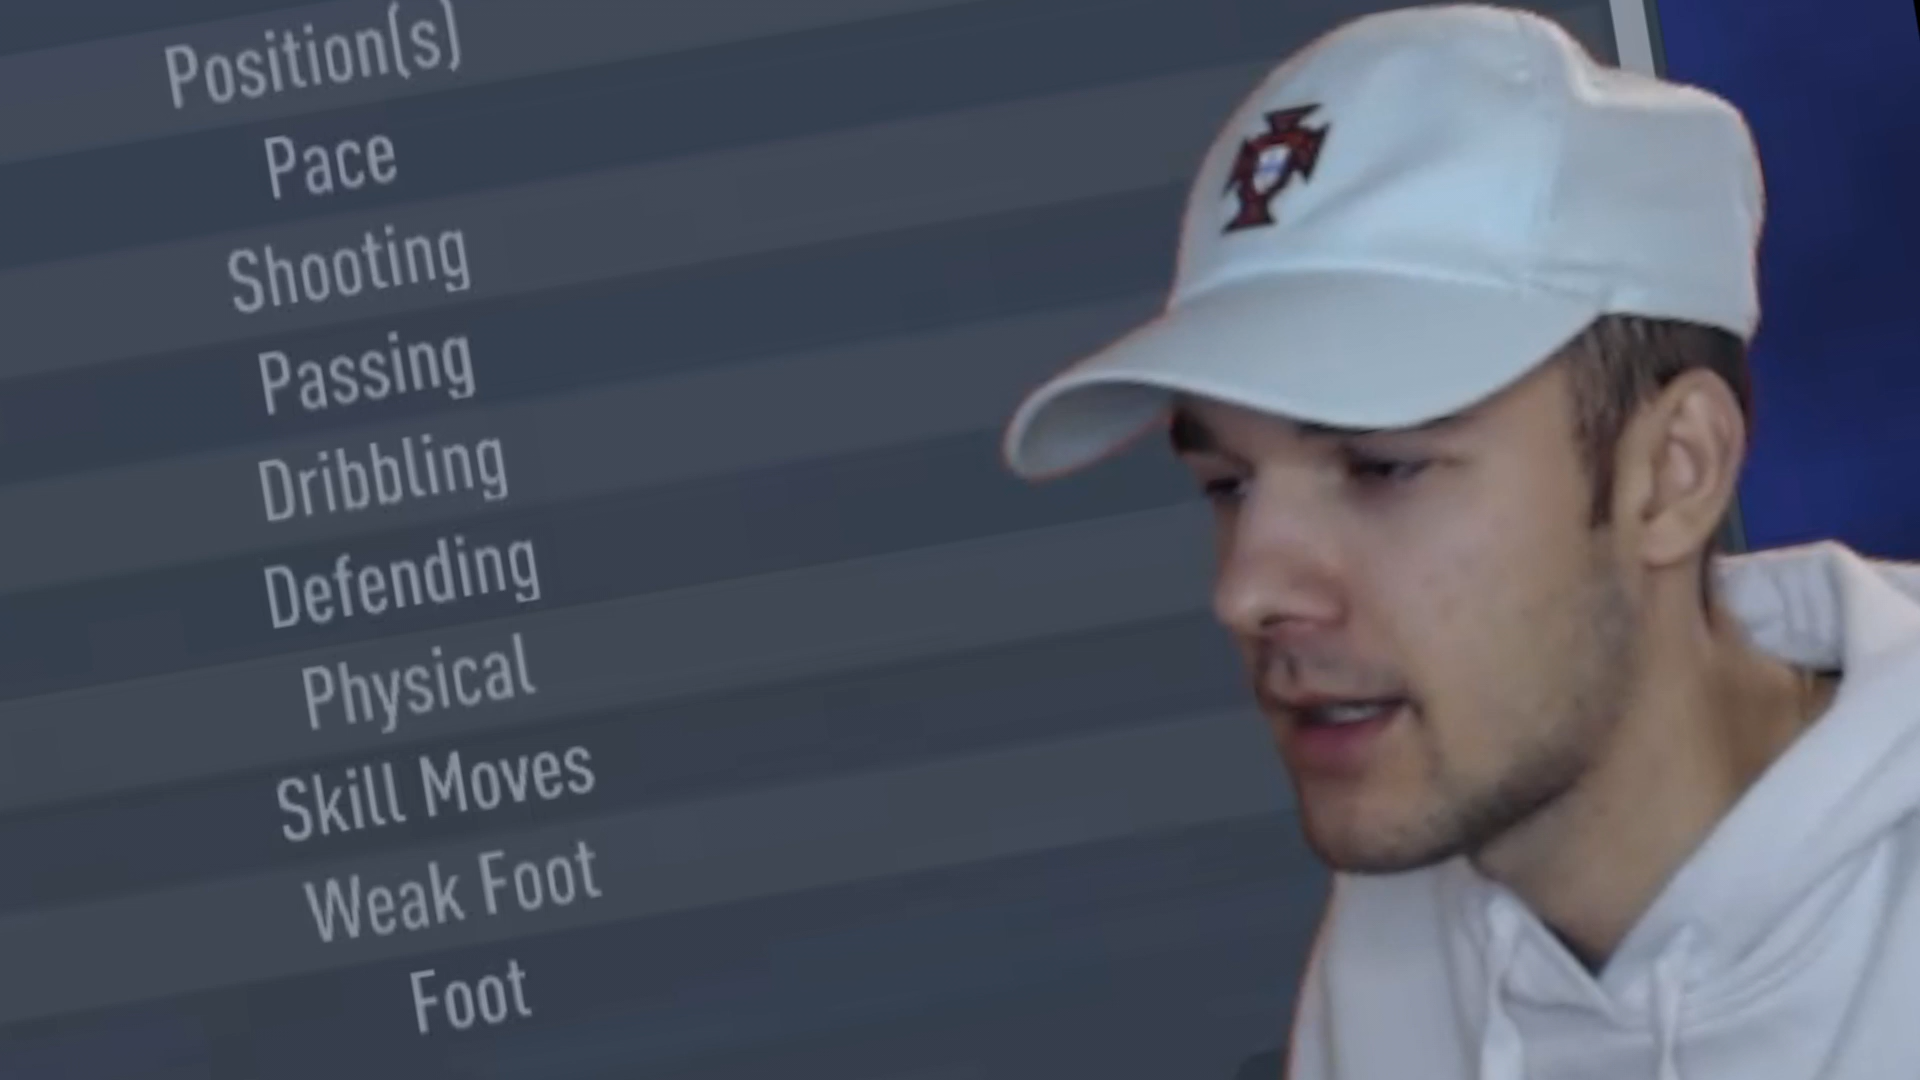 Position(s)
Pace
Shooting
Passing
Dribbling
Defending
Physical
Skill Moves
Weak Foot
Foot